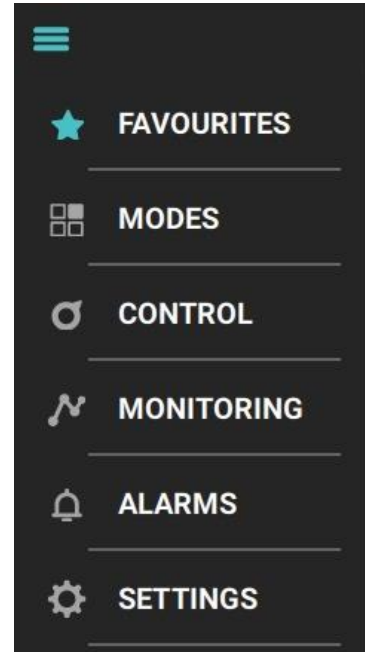 FAVOURITES
MODES
CONTROL
MONITORING
ALARMS
SETTINGS